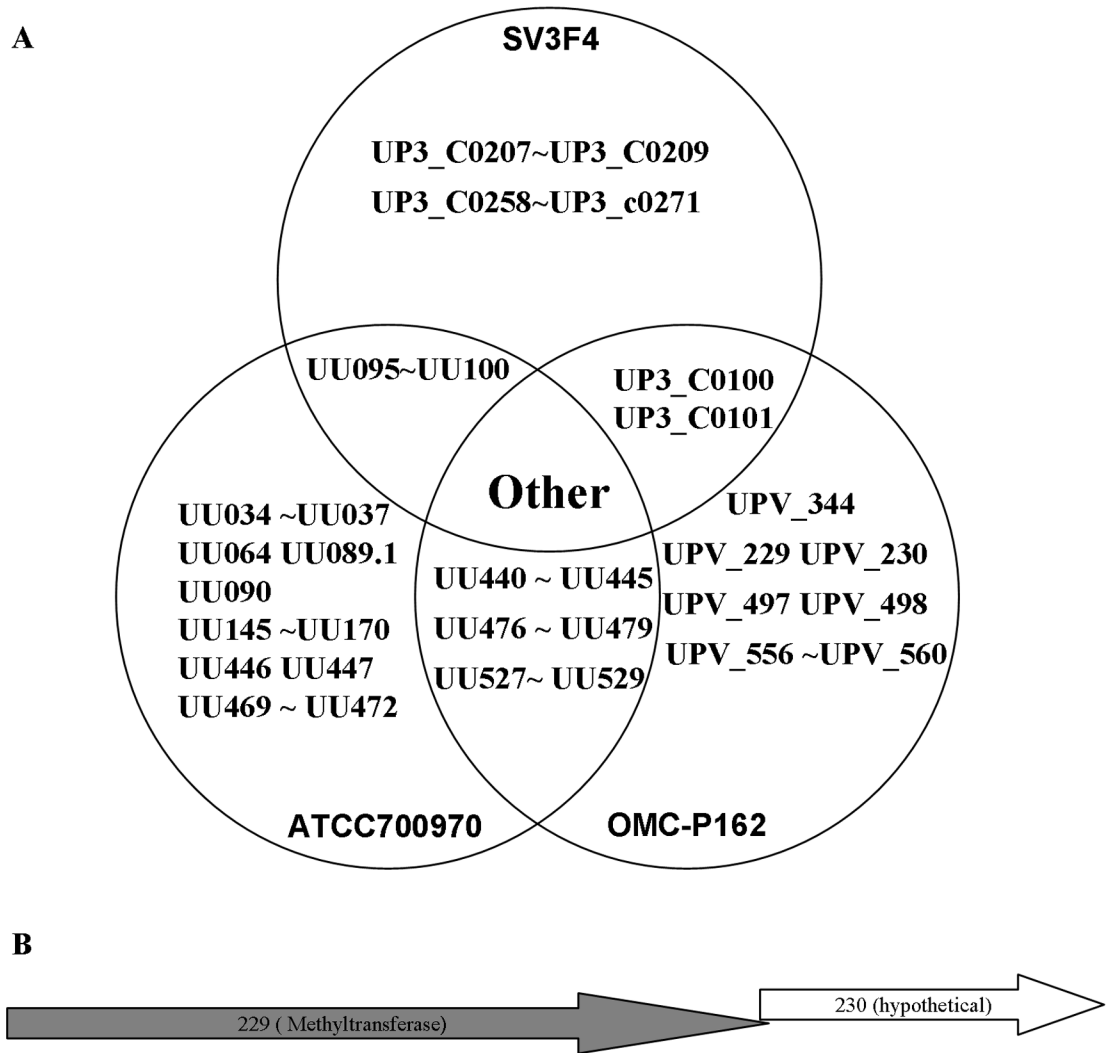 A
SV3F4
UP3_C0207~UP3_C0209
UP3_C0258~UP3_c0271
UU095~UU100
UP3_C0100
UP3_C0101
Other
UU034 ~UU037
UU064 UU089.1
UU090
UU145 ~UU170
UU446 UU447
UU469 ~ UU472
UU440 ~ UU445
UU476 ~ UU479
UU527~ UU529
UPV_344
UPV_229 UPV_230
UPV_497 UPV_498
UPV_556 ~UPV_560
ATCC700970
OMC-P162
B
229 ( Methyltransferase)
230 (hypothetical)